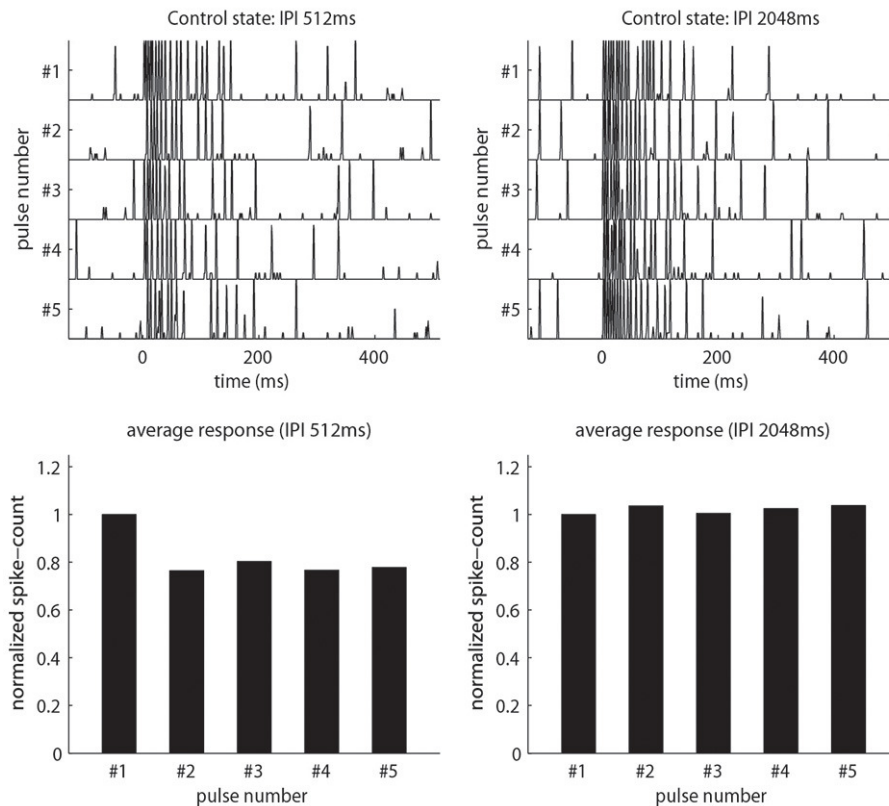 Control state: IPI 512ms
pulse number
#1
#2
#3
#4
#5
0 200 400
time (ms)
Control state: IPI 2048ms
pulse number
#1
#2
#3
#4
#5
0 200 400
time (ms)
average response (IPI 512ms)
normalized spike−count
1.2
1
0.8
0.6
0.4
0.2
0
#1 #2 #3 #4 #5
pulse number
average response (IPI 2048ms)
normalized spike−count
1.2
1
0.8
0.6
0.4
0.2
0
#1 #2 #3 #4 #5
pulse number